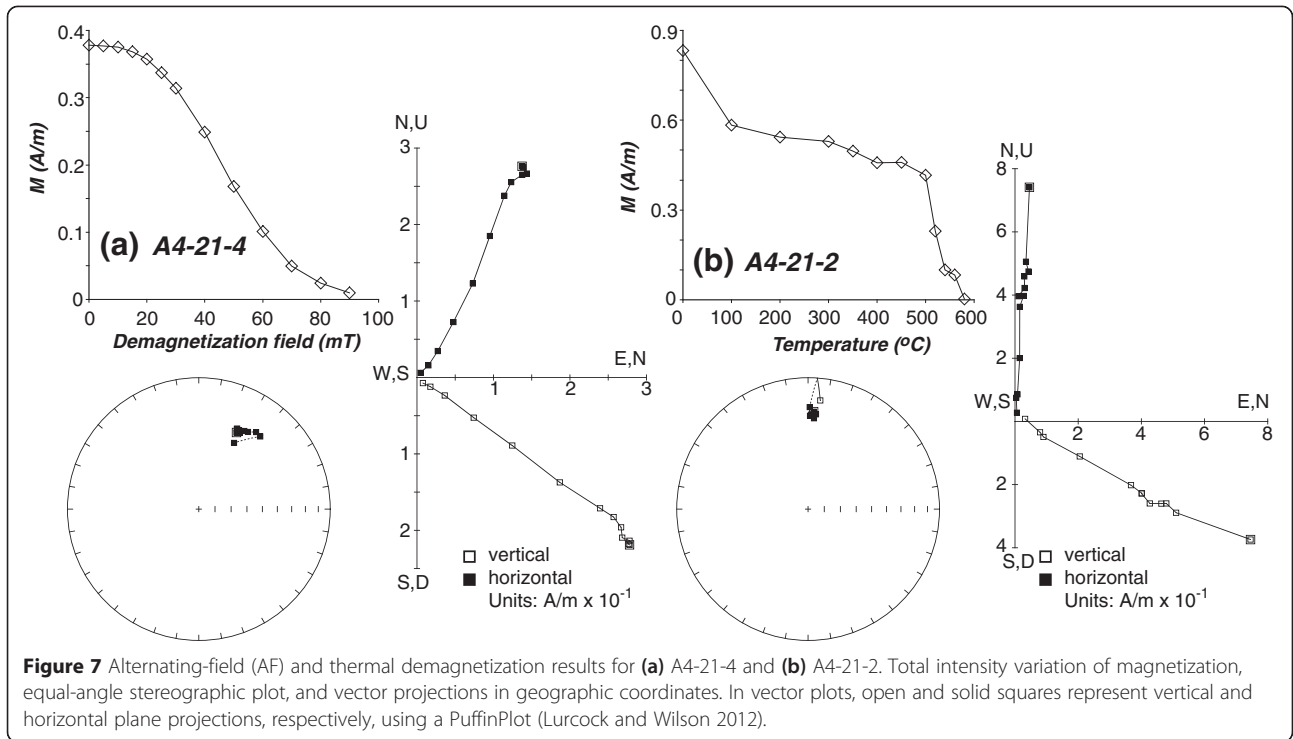 0.4
0.3
0.2
0.1
0
M (A/m)
(a) A4-21-4
0 20 40 60 80 100
Demagnetization field (mT)
N,U
3
2
1
W,S
E,N
1 2 3
1
2
S,D
□ vertical
■ horizontal
Units: A/m x 10⁻¹
0.9
0.6
0.3
0
M (A/m)
(b) A4-21-2
0 100 200 300 400 500 600
Temperature (ºC)
N,U
8
6
4
2
W,S
E,N
2 4 6 8
2
4
S,D
□ vertical
■ horizontal
Units: A/m x 10⁻¹
Figure 7 Alternating-field (AF) and thermal demagnetization results for (a) A4-21-4 and (b) A4-21-2. Total intensity variation of magnetization,
equal-angle stereographic plot, and vector projections in geographic coordinates. In vector plots, open and solid squares represent vertical and
horizontal plane projections, respectively, using a PuffinPlot (Lurcock and Wilson 2012).